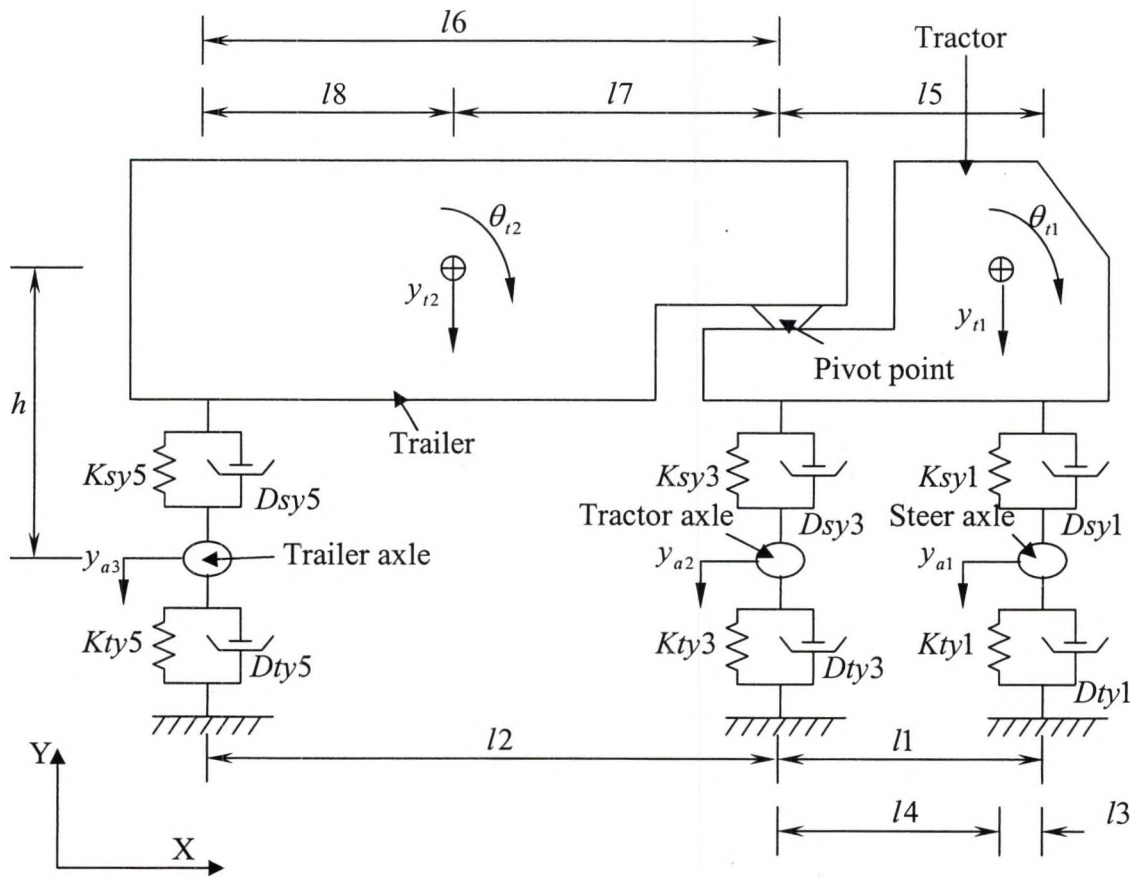 l6
Tractor
l8
l7
l5
θt2
θt1
yt2
yt1
Pivot point
h
Trailer
Ksy5
Dsy5
Ksy3
Dsy3
Ksy1
Dsy1
Tractor axle
Steer axle
ya3
Trailer axle
ya2
ya1
Kty5
Dty5
Kty3
Dty3
Kty1
Dty1
l2
l1
Y
l4
l3
X